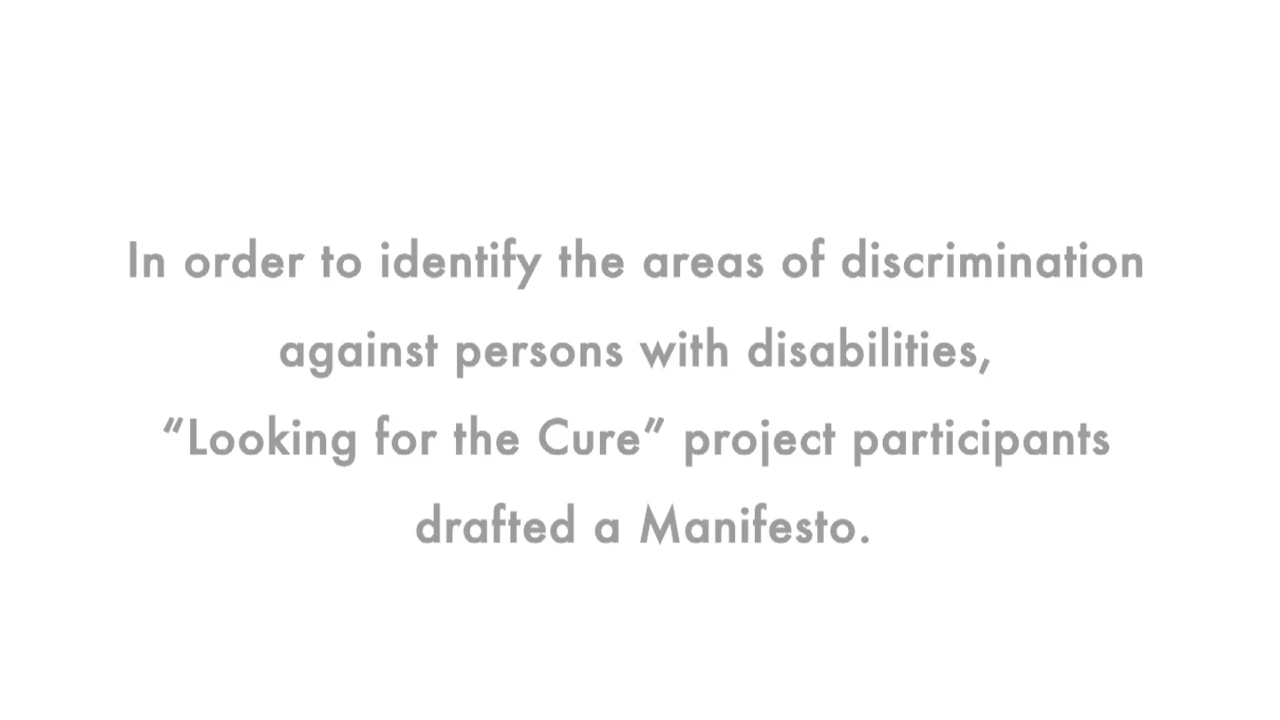 In order to identify the areas of discrimination
against persons with disabilities,
“Looking for the Cure” project participants
drafted a Manifesto.